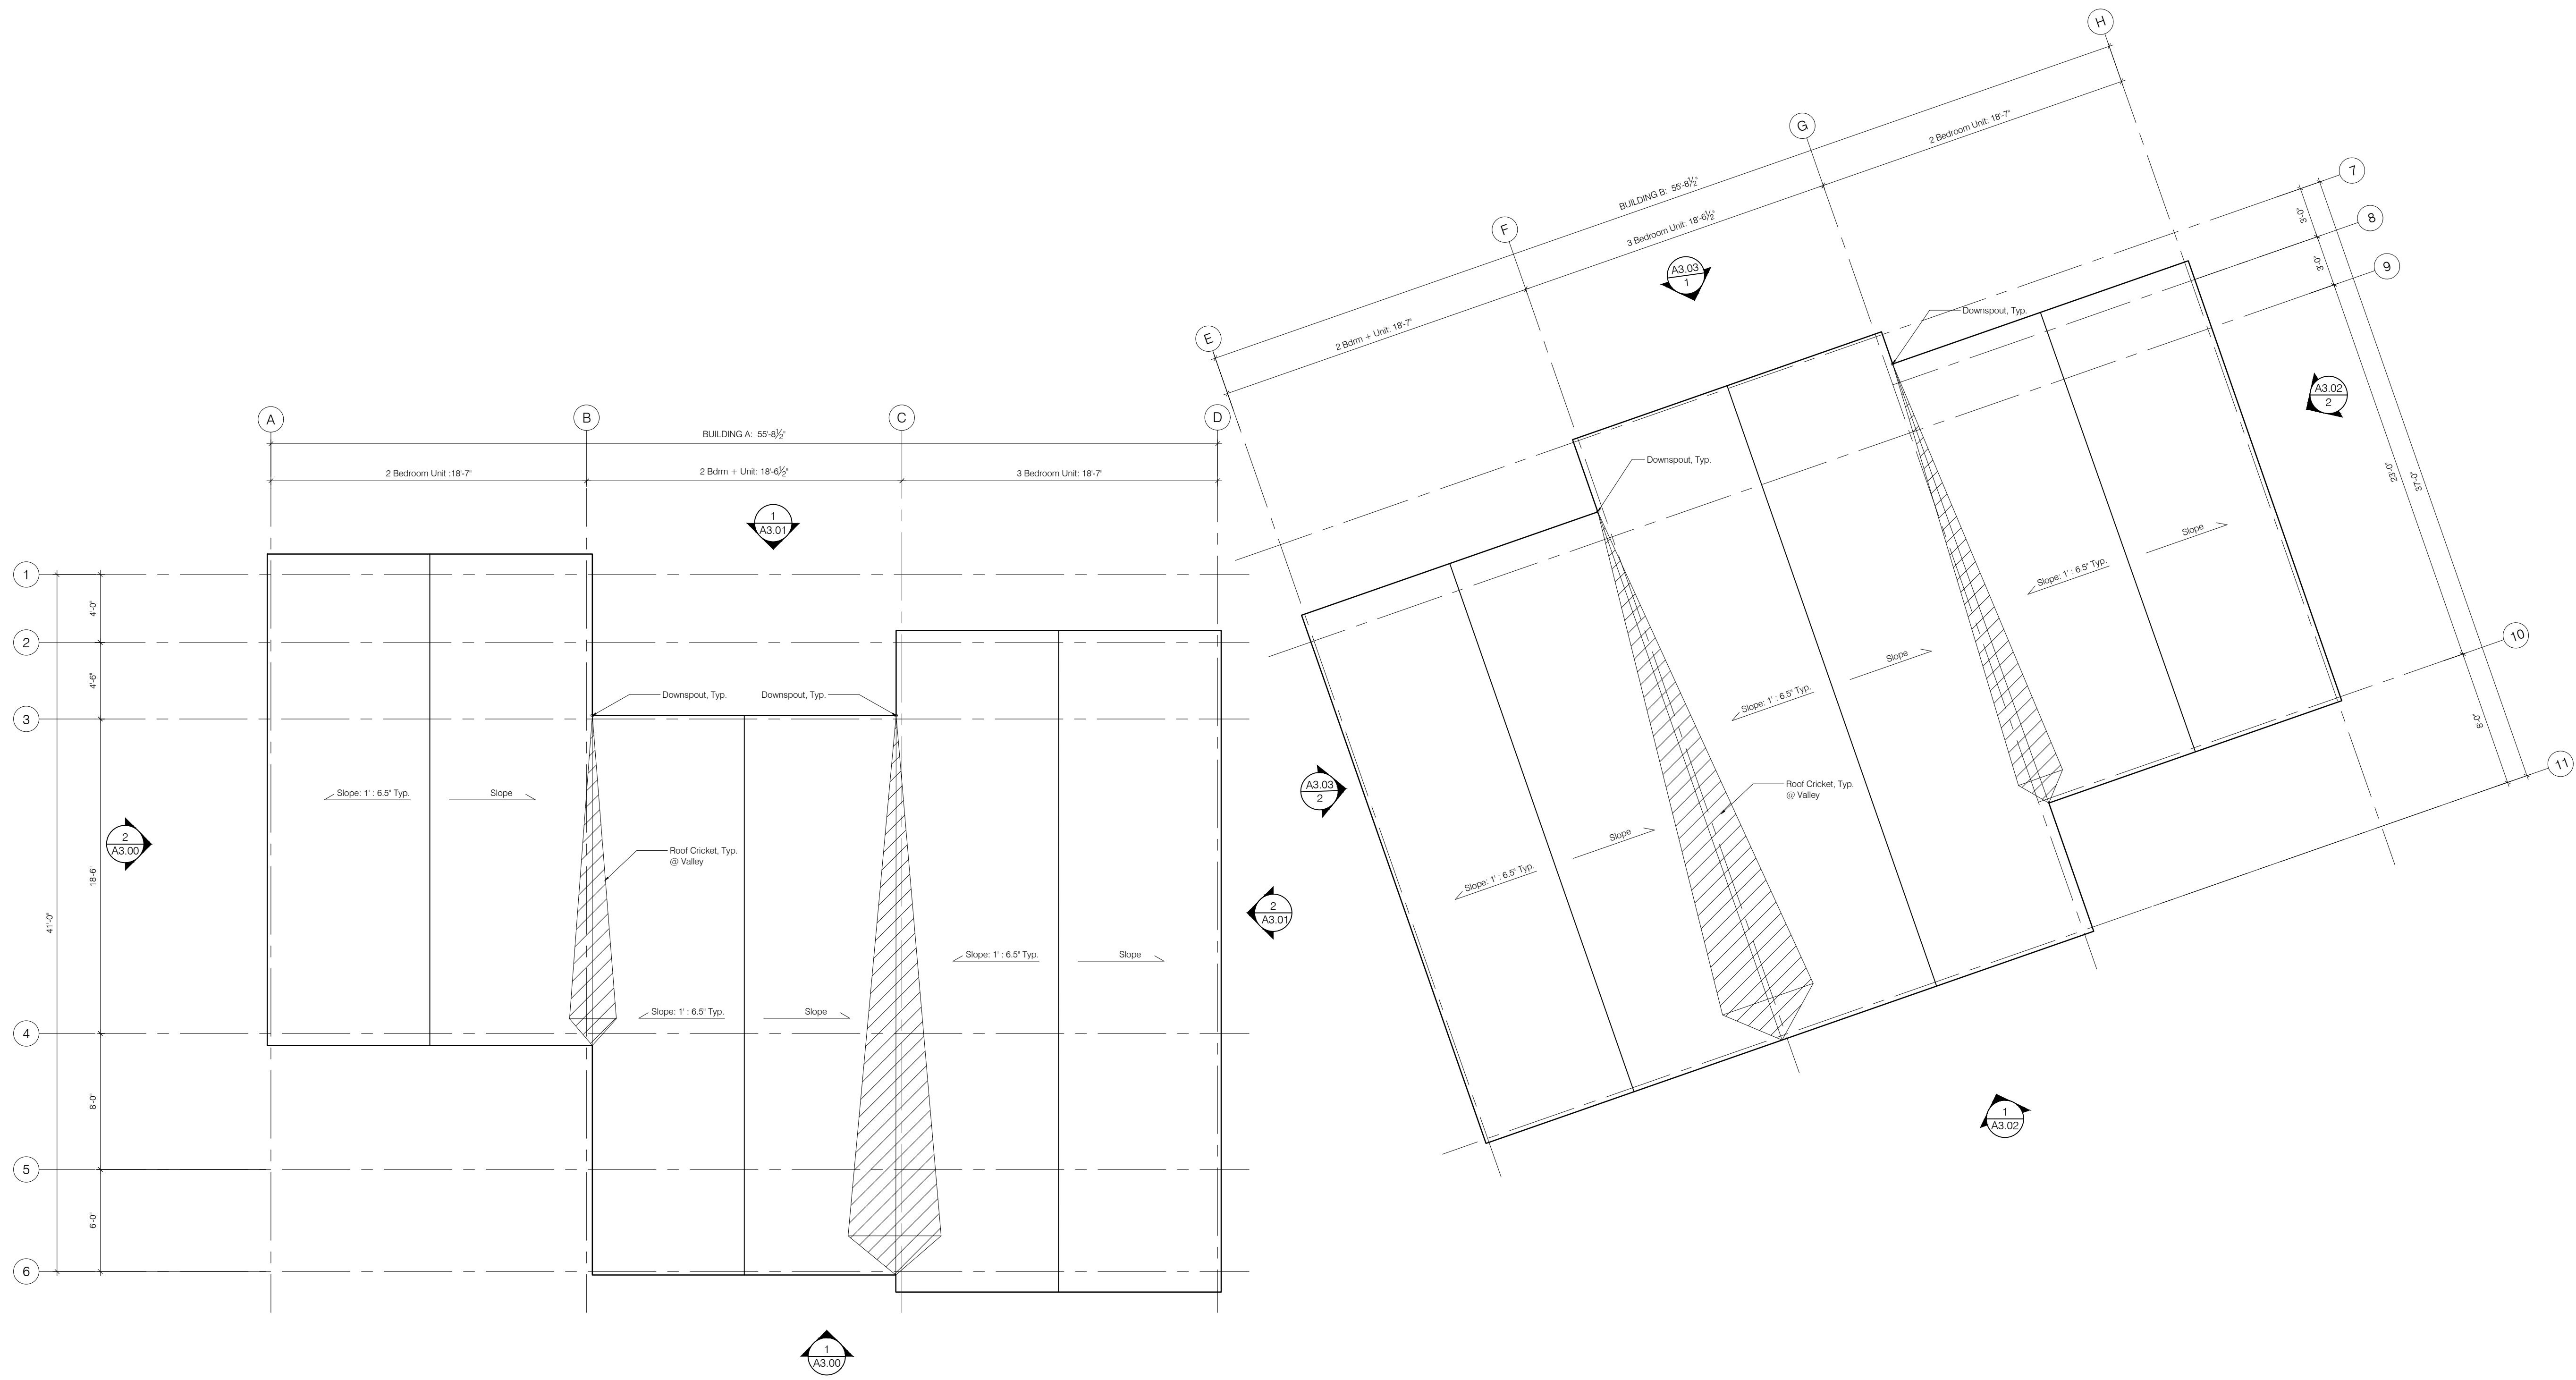 H
G
2 Bedroom Unit: 18'-7"
7
BUILDING B: 55'-8½"
F
3 Bedroom Unit: 18'-6½"
3'-0"
8
3'-0"
9
A3.03
1
Downspout, Typ.
E
2 Bdrm + Unit: 18'-7"
A3.02
2
Downspout, Typ.
23'-0"
37'-0"
Slope
Slope: 1' : 6.5" Typ.
10
Slope
Slope: 1' : 6.5" Typ.
8'-0"
11
A3.03
2
Roof Cricket, Typ.
@ Valley
Slope
Slope: 1' : 6.5" Typ.
1
A3.02
A
B
C
D
BUILDING A: 55'-8½"
2 Bedroom Unit :18'-7"
2 Bdrm + Unit: 18'-6½"
3 Bedroom Unit: 18'-7"
1
A3.01
1
4'-0"
2
4'-6"
3
Downspout, Typ.
Downspout, Typ.
Slope: 1' : 6.5" Typ.
Slope
2
A3.00
18'-6"
41'-0"
Roof Cricket, Typ.
@ Valley
2
A3.01
Slope: 1' : 6.5" Typ.
Slope
Slope: 1' : 6.5" Typ.
Slope
4
8'-0"
5
6'-0"
6
1
A3.00